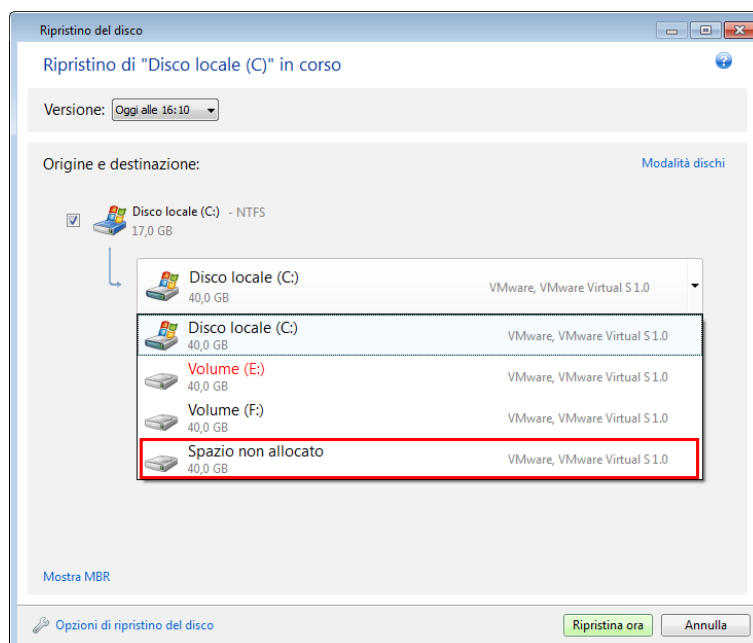 Ripristino del disco
Ripristino di "Disco locale (C)" in corso
Versione: Oggi alle 16:10
Origine e destinazione:
Modalità dischi
Disco locale (C:) - NTFS
17,0 GB
Disco locale (C:)
40,0 GB
VMware, VMware Virtual S 1.0
Disco locale (C:)
40,0 GB
VMware, VMware Virtual S 1.0
Volume (E:)
40,0 GB
VMware, VMware Virtual S 1.0
Volume (F:)
40,0 GB
VMware, VMware Virtual S 1.0
Spazio non allocato
40,0 GB
VMware, VMware Virtual S 1.0
Mostra MBR
Opzioni di ripristino del disco
Ripristina ora
Annulla